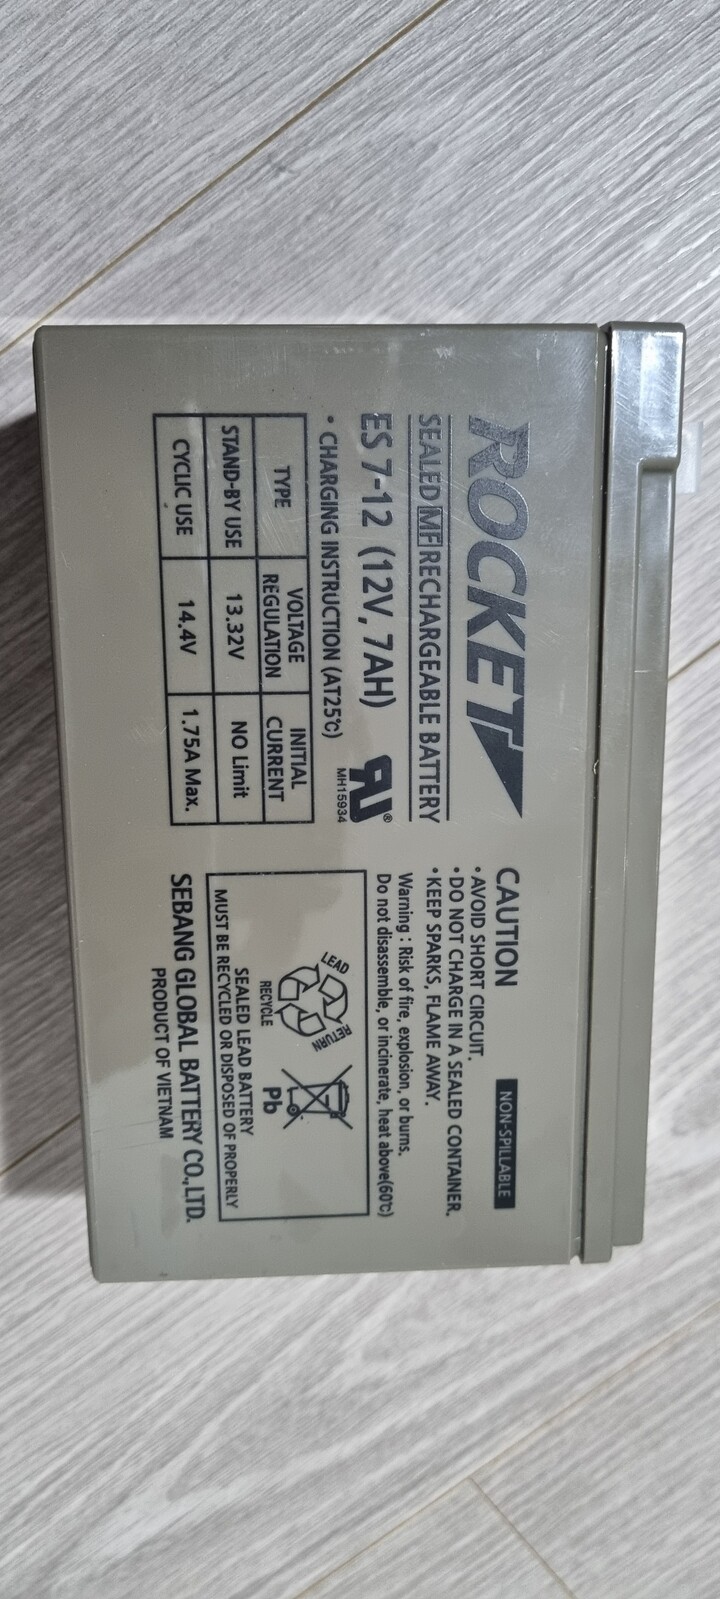 ROCKET
SEALED MF RECHARGEABLE BATTERY
ES 7-12 (12V, 7AH)
RU®
MH15934
• CHARGING INSTRUCTION (AT25℃)
TYPE VOLTAGE REGULATION INITIAL CURRENT
STAND-BY USE 13.32V NO Limit
CYCLIC USE 14.4V 1.75A Max.
CAUTION NON-SPILLABLE
• AVOID SHORT CIRCUIT.
• DO NOT CHARGE IN A SEALED CONTAINER.
• KEEP SPARKS, FLAME AWAY.
Warning : Risk of fire, explosion, or burns.
Do not disassemble, or incinerate, heat above(60℃)
LEAD RETURN
RECYCLE
Pb
SEALED LEAD BATTERY
MUST BE RECYCLED OR DISPOSED OF PROPERLY
SEBANG GLOBAL BATTERY CO.,LTD.
PRODUCT OF VIETNAM